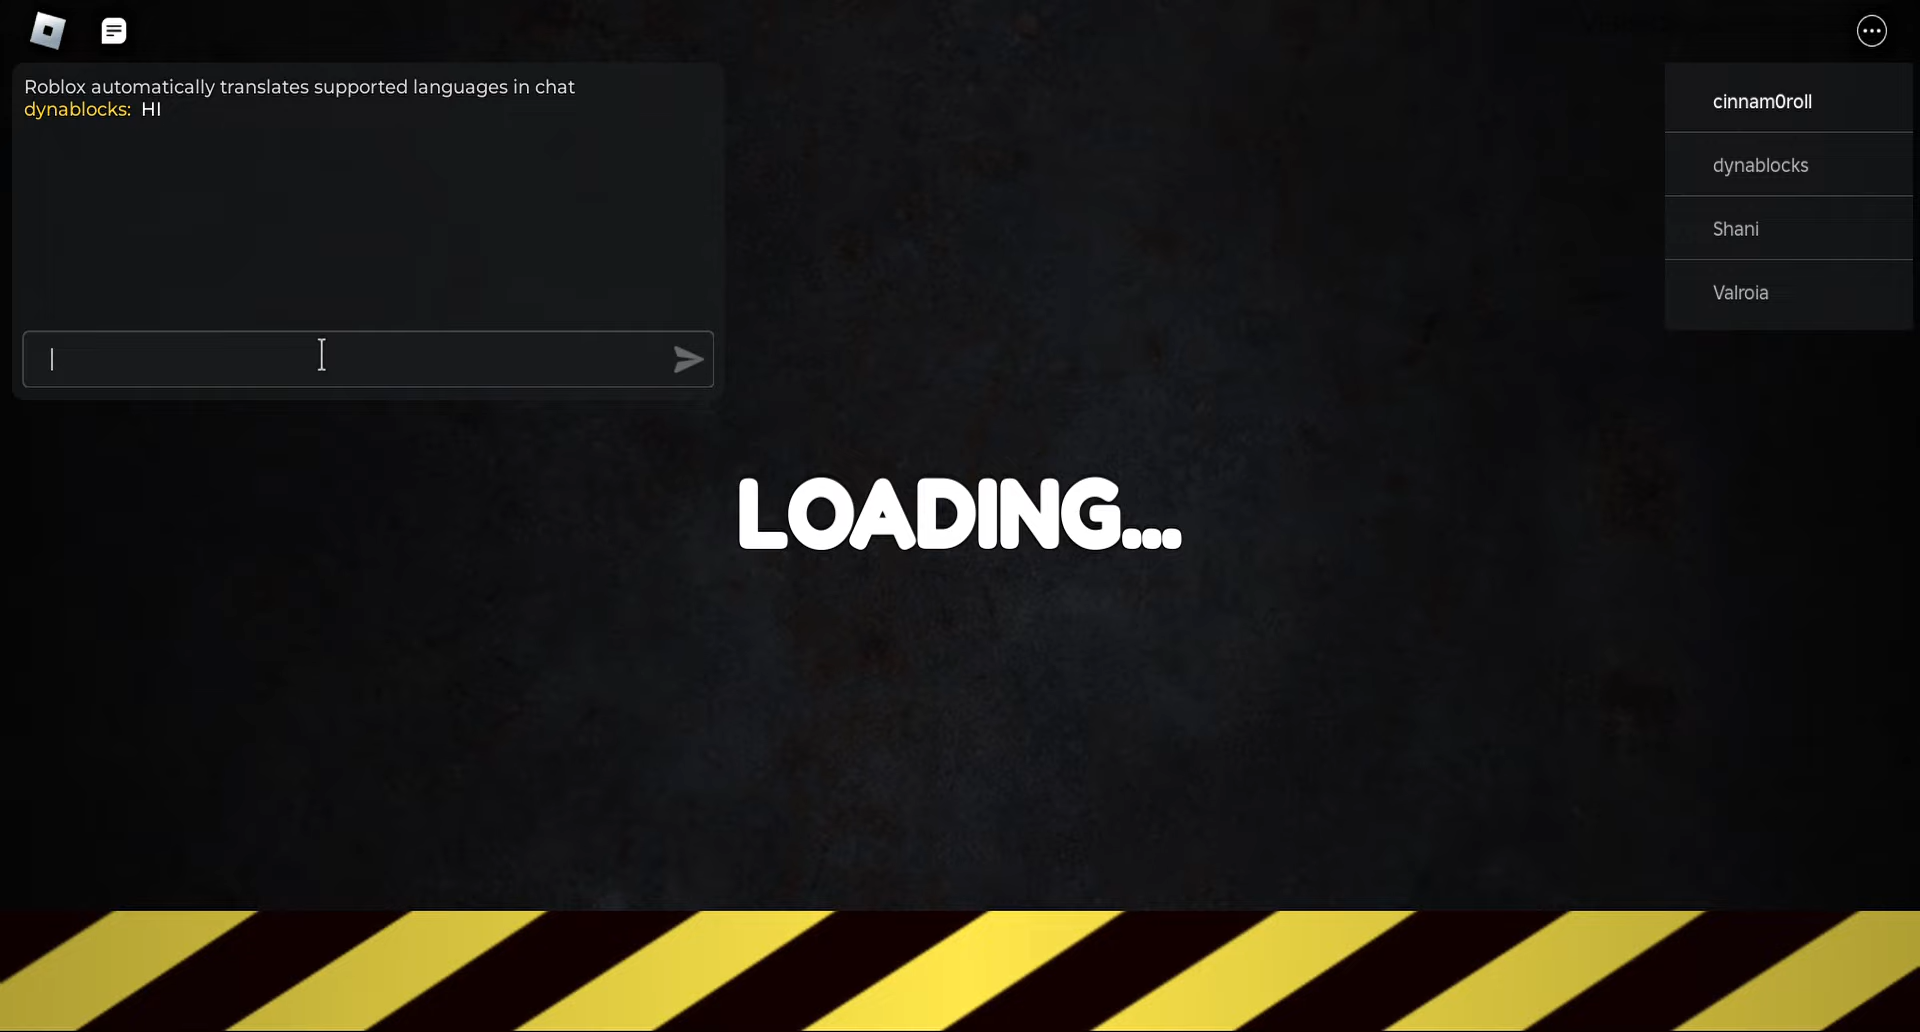 Roblox automatically translates supported languages in chat
dynablocks: HI
cinnam0roll
dynablocks
Shani
Valroia
LOADING...